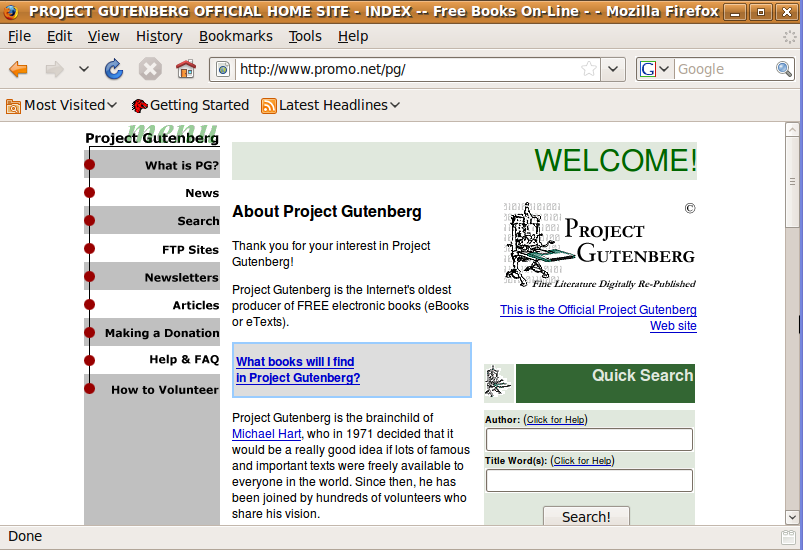 PROJECT GUTENBERG OFFICIAL HOME SITE - INDEX -- Free Books On-Line - - Mozilla Firefox
File Edit View History Bookmarks Tools Help
http://www.promo.net/pg/
G Google
Most Visited Getting Started Latest Headlines
menu
Project Gutenberg
What is PG?
News
Search
FTP Sites
Newsletters
Articles
Making a Donation
Help & FAQ
How to Volunteer
WELCOME!
About Project Gutenberg
Thank you for your interest in Project
Gutenberg!
Project Gutenberg is the Internet's oldest
producer of FREE electronic books (eBooks
or eTexts).
What books will I find
in Project Gutenberg?
Project Gutenberg is the brainchild of
Michael Hart, who in 1971 decided that it
would be a really good idea if lots of famous
and important texts were freely available to
everyone in the world. Since then, he has
been joined by hundreds of volunteers who
share his vision.
©
PROJECT
GUTENBERG
Fine Literature Digitally Re-Published
This is the Official Project Gutenberg
Web site
Quick Search
Author: (Click for Help)
Title Word(s): (Click for Help)
Search!
Done